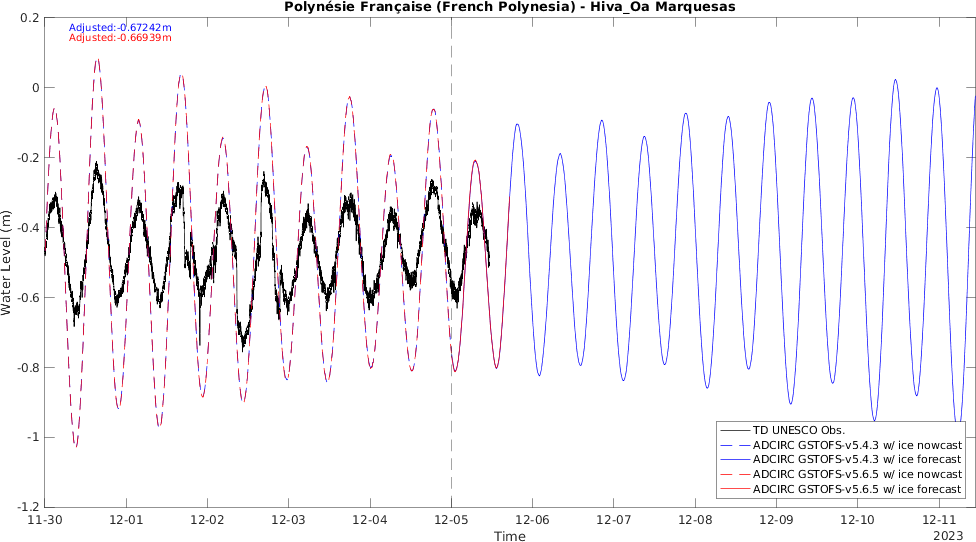 Polynésie Française (French Polynesia) - Hiva_Oa Marquesas
Adjusted:-0.67242m
Adjusted:-0.66939m
0.2
0
-0.2
-0.4
-0.6
-0.8
-1
-1.2
Water Level (m)
TD UNESCO Obs.
ADCIRC GSTOFS-v5.4.3 w/ ice nowcast
ADCIRC GSTOFS-v5.4.3 w/ ice forecast
ADCIRC GSTOFS-v5.6.5 w/ ice nowcast
ADCIRC GSTOFS-v5.6.5 w/ ice forecast
11-30 12-01 12-02 12-03 12-04 12-05 12-06 12-07 12-08 12-09 12-10 12-11
Time
2023